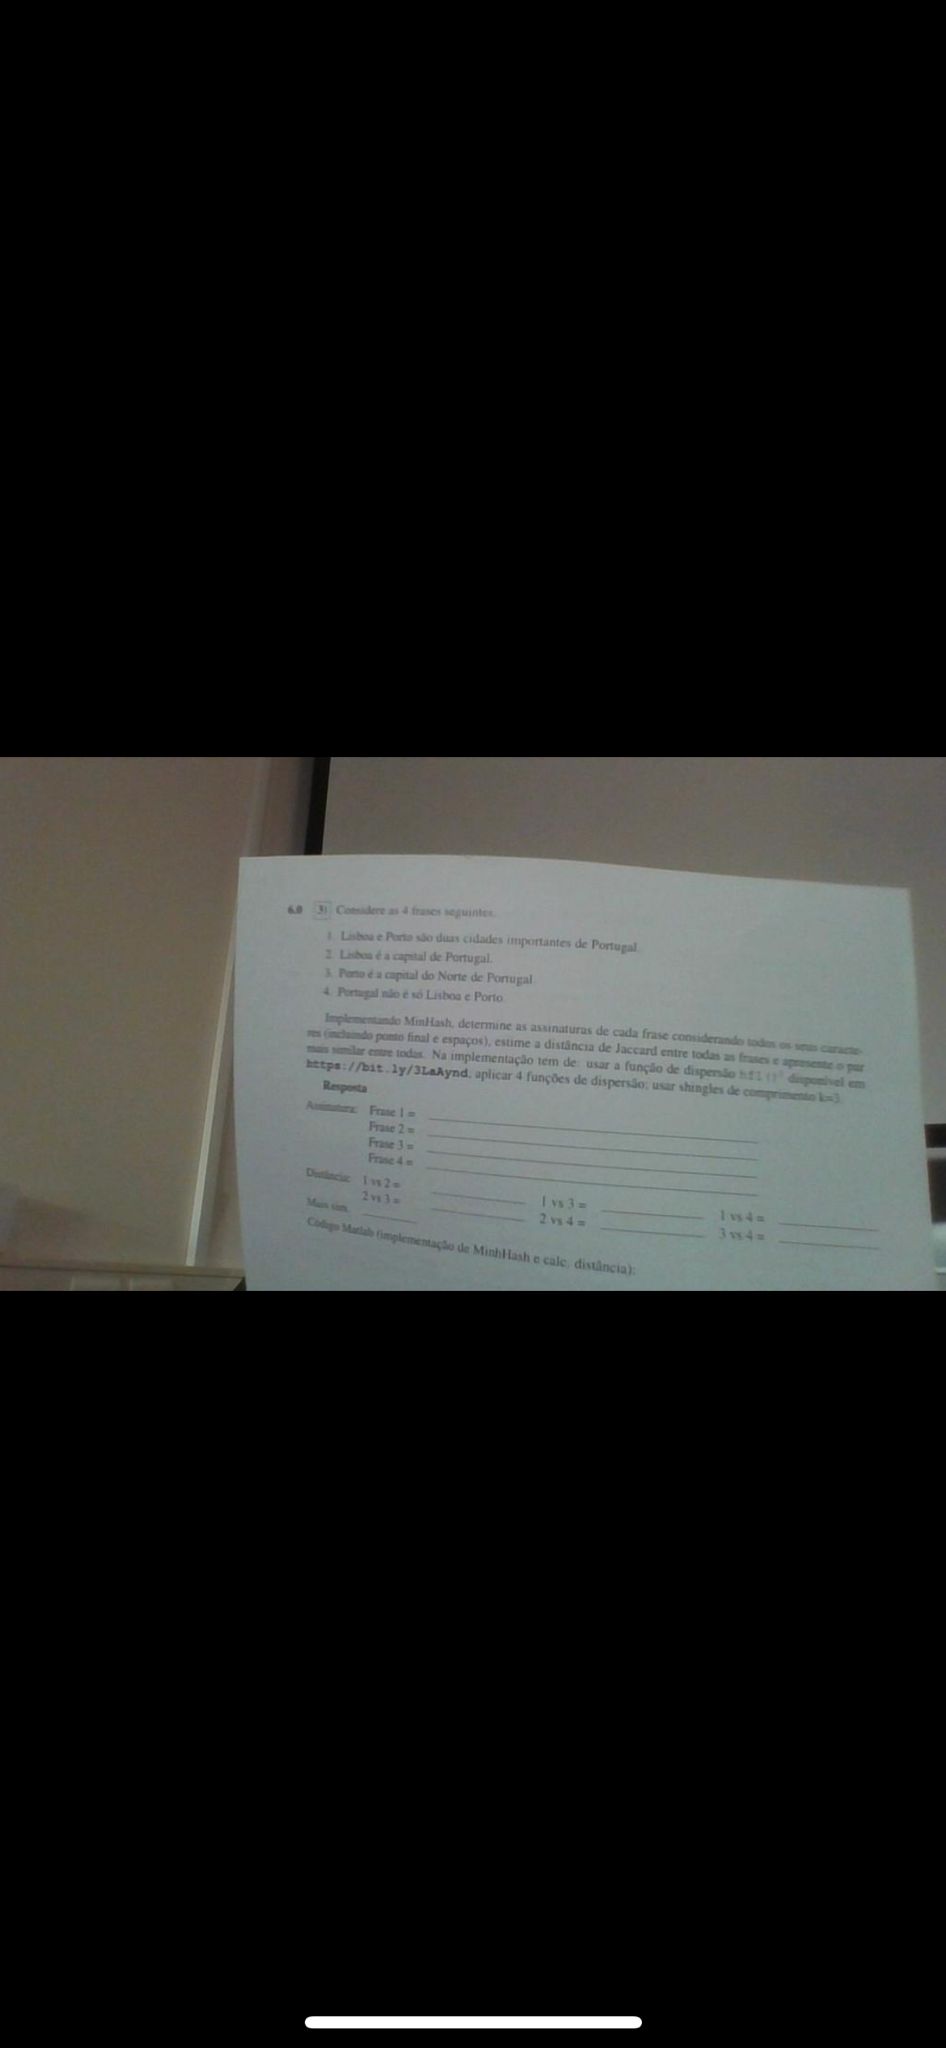 6.0 3) Considere as 4 frases seguintes.
1. Lisboa e Porto são duas cidades importantes de Portugal.
2. Lisboa é a capital de Portugal.
3. Porto é a capital do Norte de Portugal.
4. Portugal não é só Lisboa e Porto.
Implementando MinHash, determine as assinaturas de cada frase considerando todos os seus caracte-
res (incluindo ponto final e espaços), estime a distância de Jaccard entre todas as frases e apresente o par
mais similar entre todas. Na implementação tem de: usar a função de dispersão disponível em
https://bit.ly/3LaAynd, aplicar 4 funções de dispersão; usar shingles de comprimento k=3.
Resposta
Assinatura: Frase 1 =
Frase 2 =
Frase 3 =
Frase 4 =
Distância: 1 vs 2 = 1 vs 3 = 1 vs 4 =
2 vs 3 = 2 vs 4 = 3 vs 4 =
Mais sim.
Código Matlab (implementação de MinhHash e calc. distância):